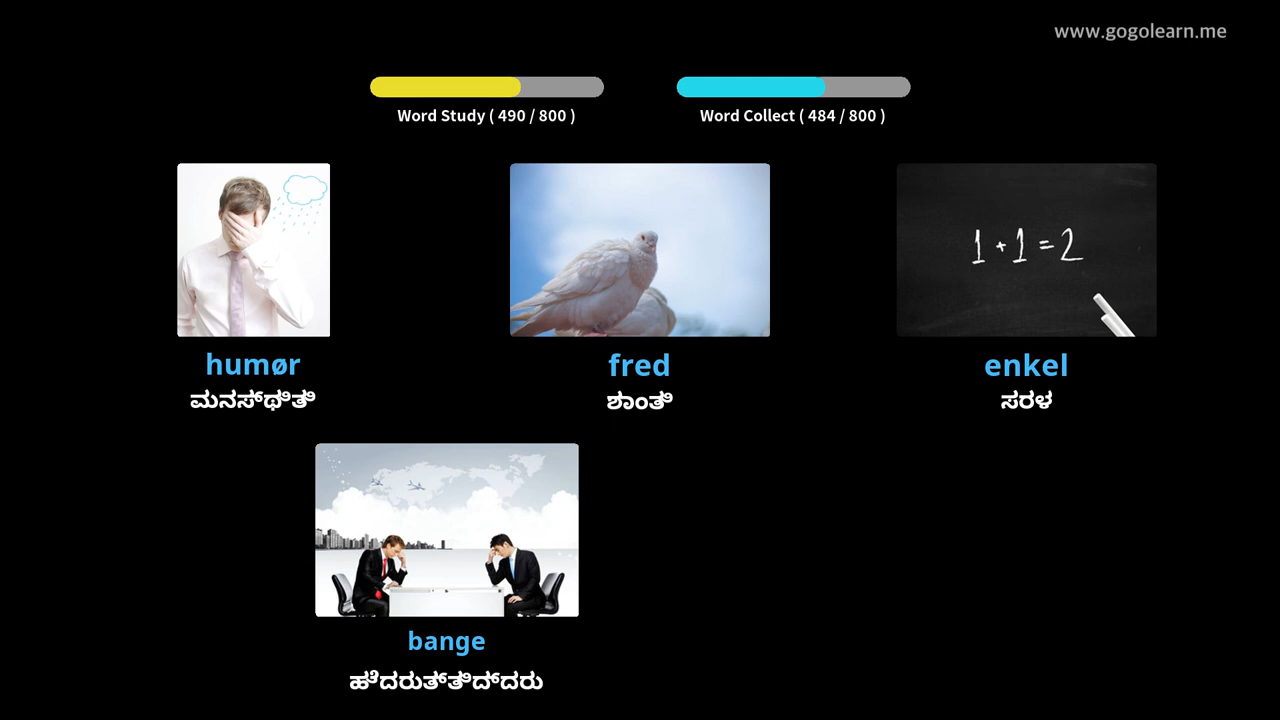 www.gogolearn.me
Word Study ( 490 / 800 )
Word Collect ( 484 / 800 )
1 + 1 = 2
humør
fred
enkel
ಮನಸ್ಥಿತಿ
ಶಾಂತಿ
ಸರಳ
bange
ಹೆದರುತ್ತಿದ್ದರು